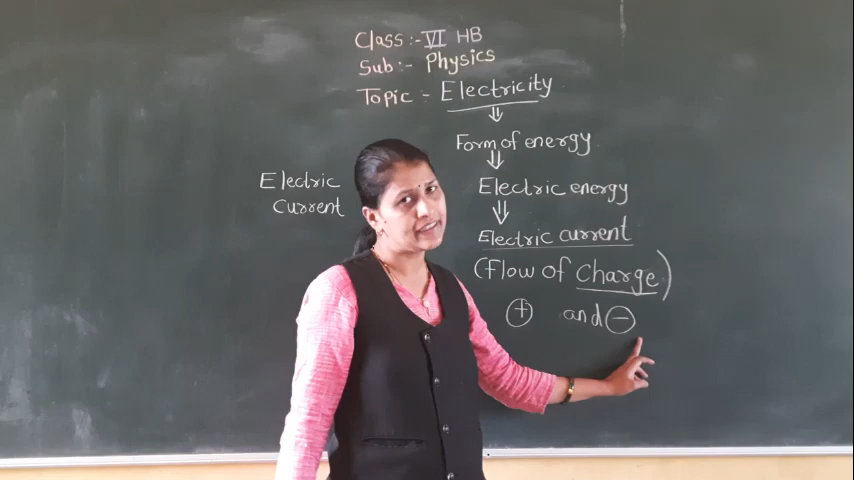 Class :- VI HB
Sub :- Physics
Topic - Electricity
⇓
Form of energy
⇓
Electric energy
⇓
Electric current
(Flow of charge)
+ and -
Electric
Current